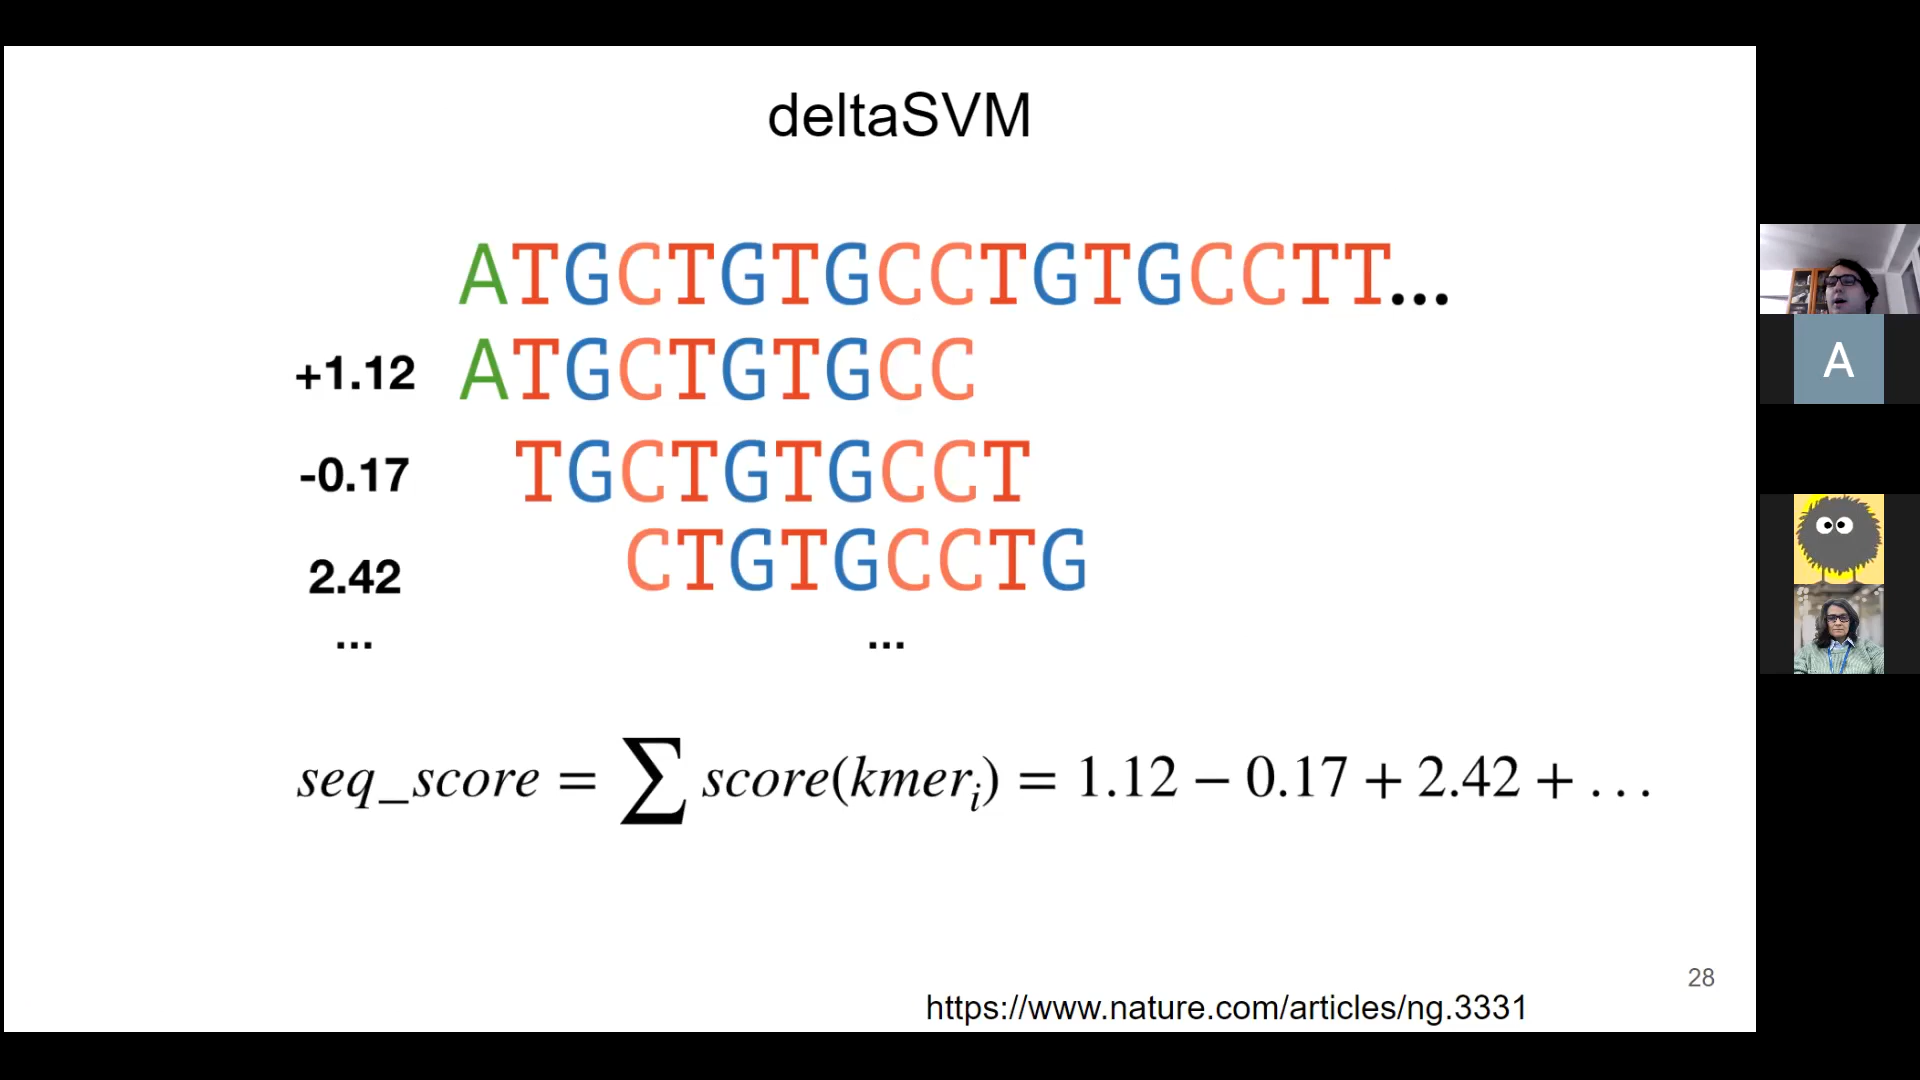 deltaSVM
ATGCTGTGCCTGTGCCTT...
+1.12 ATGCTGTGCC
-0.17 TGCTGTGCCT
2.42 CTGTGCCTG
... ...
seq_score = ∑ score(kmerᵢ) = 1.12 − 0.17 + 2.42 + . . .
28
https://www.nature.com/articles/ng.3331
A